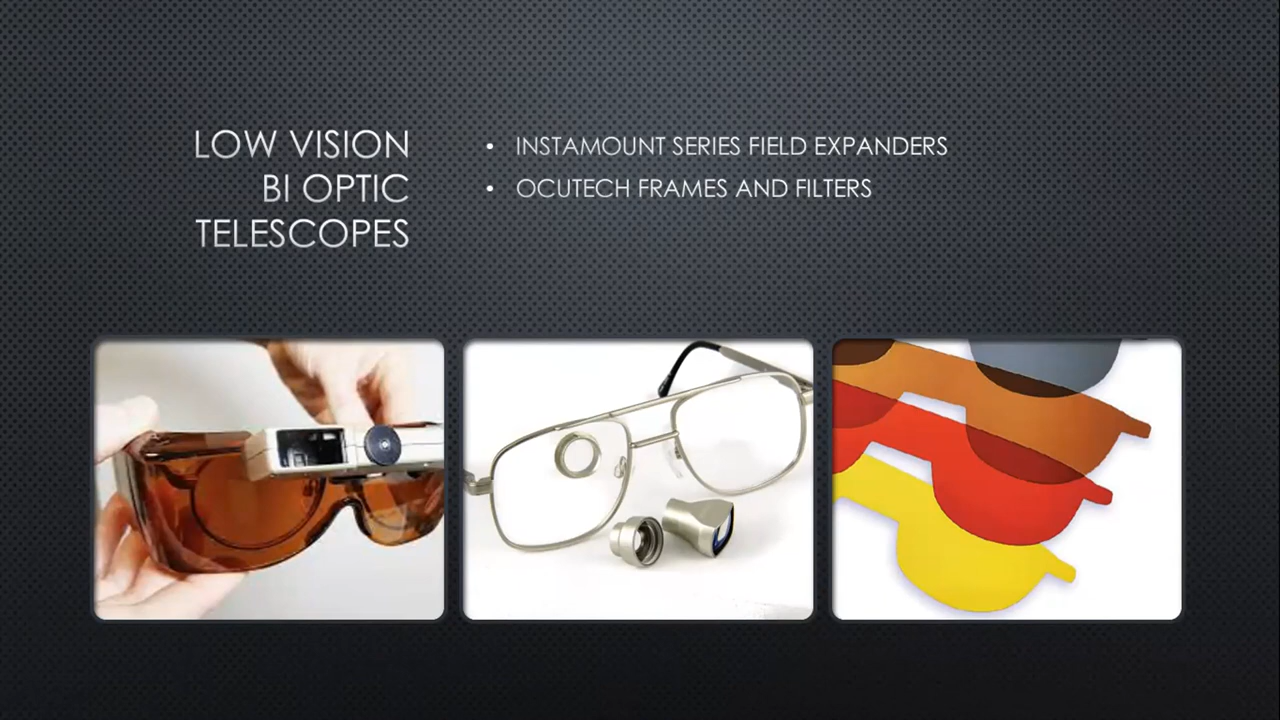 LOW VISION
BI OPTIC
TELESCOPES
• INSTAMOUNT SERIES FIELD EXPANDERS
• OCUTECH FRAMES AND FILTERS